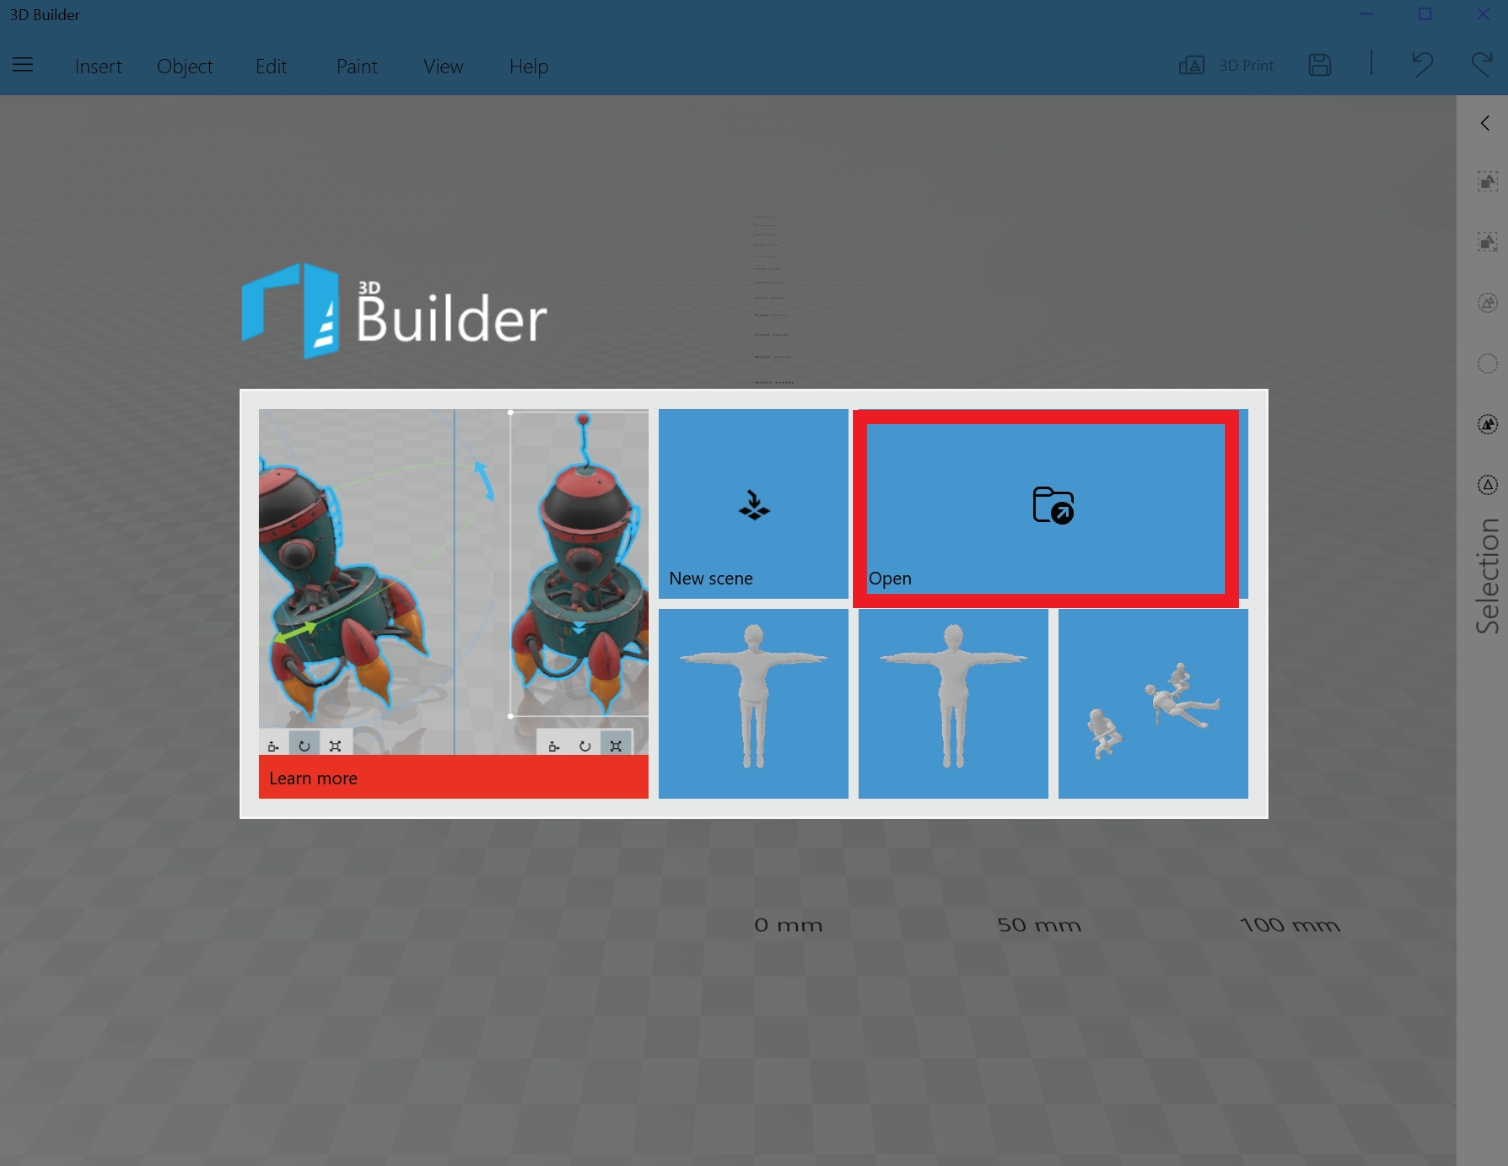 3D Builder
Insert Object Edit Paint View Help 3D Print
3D
Builder
New scene
Open
Learn more
Selection
0 mm 50 mm 100 mm